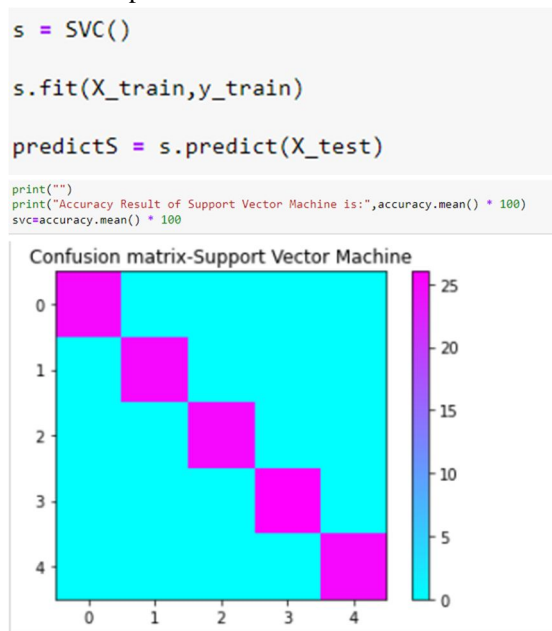 s = SVC()
s.fit(X_train,y_train)
predictS = s.predict(X_test)
print("")
print("Accuracy Result of Support Vector Machine is:",accuracy.mean() * 100)
svc=accuracy.mean() * 100
Confusion matrix-Support Vector Machine
0
1
2
3
4
0 1 2 3 4
25
20
15
10
5
0